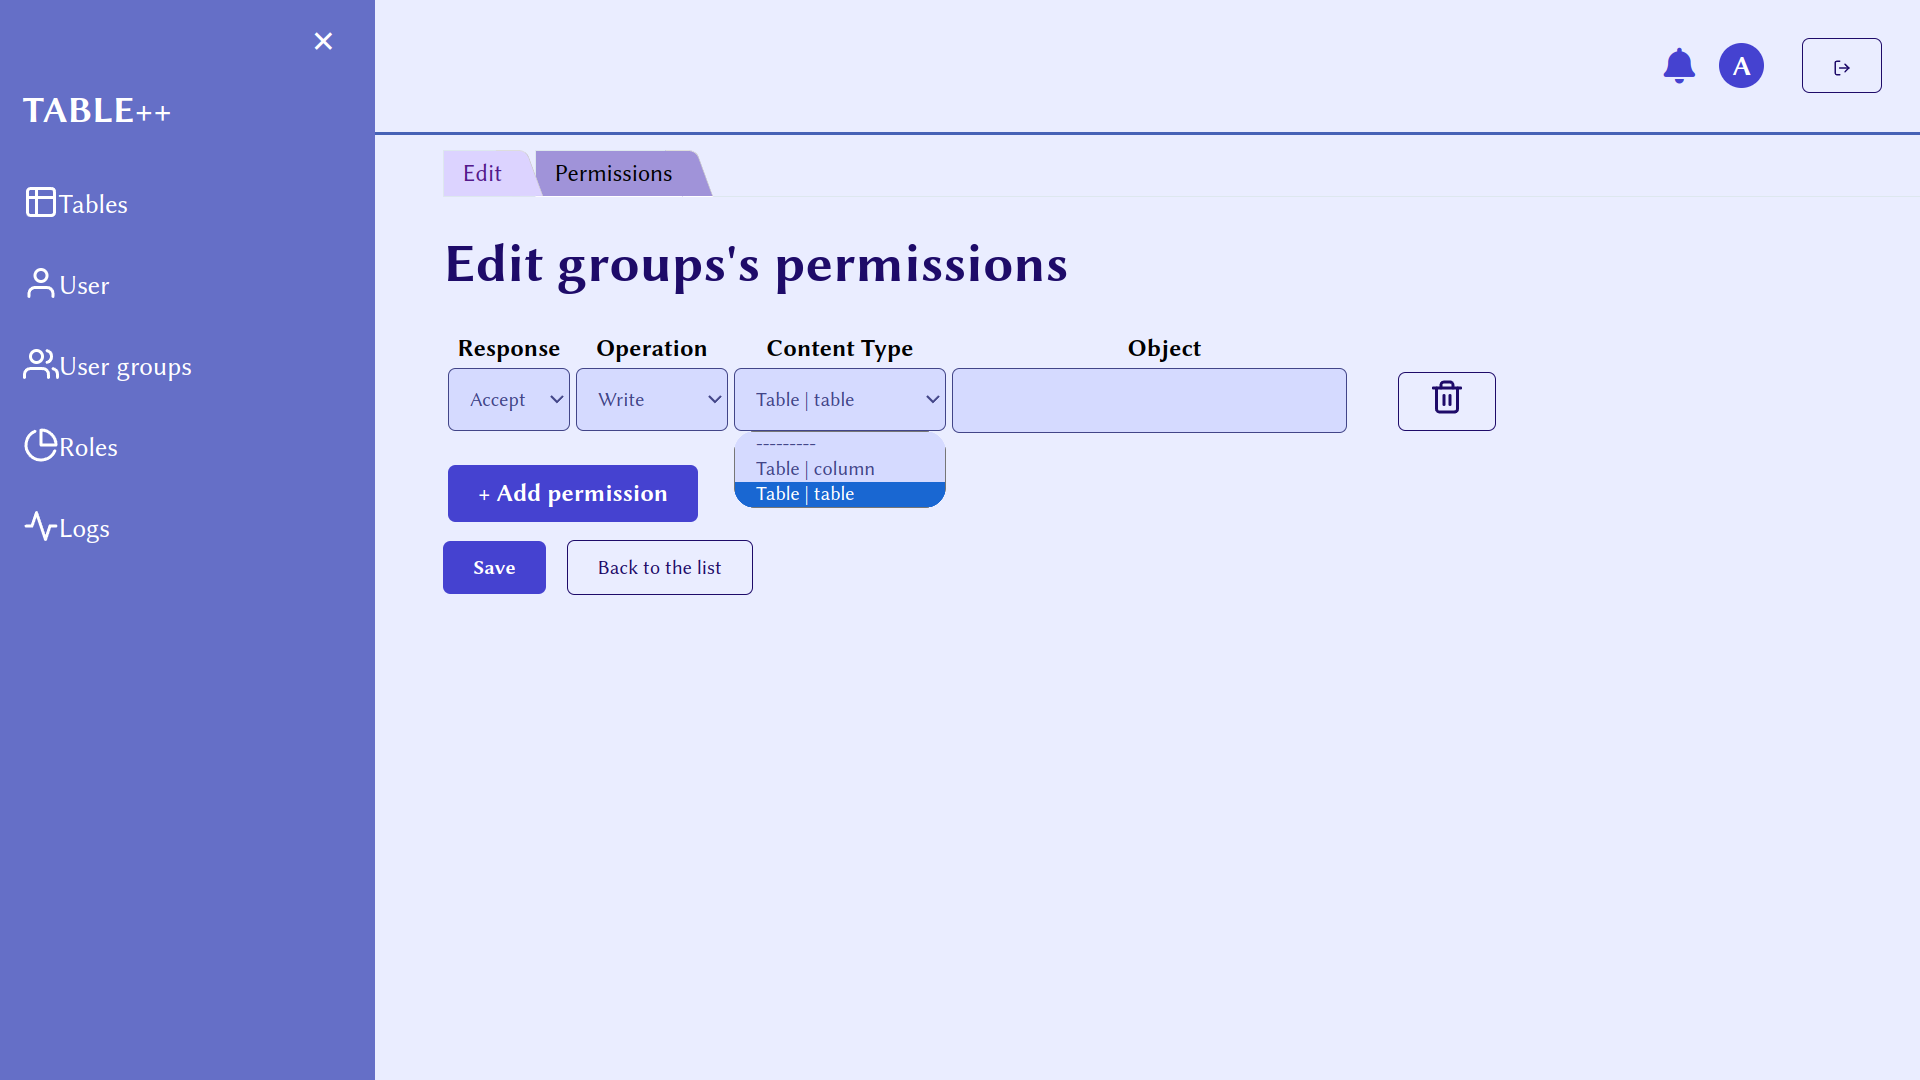 TABLE++
Tables
User
User groups
Roles
Logs
A
Edit Permissions
Edit groups's permissions
Response Operation Content Type Object
Accept Write Table | table
---------
Table | column
Table | table
+ Add permission
Save Back to the list